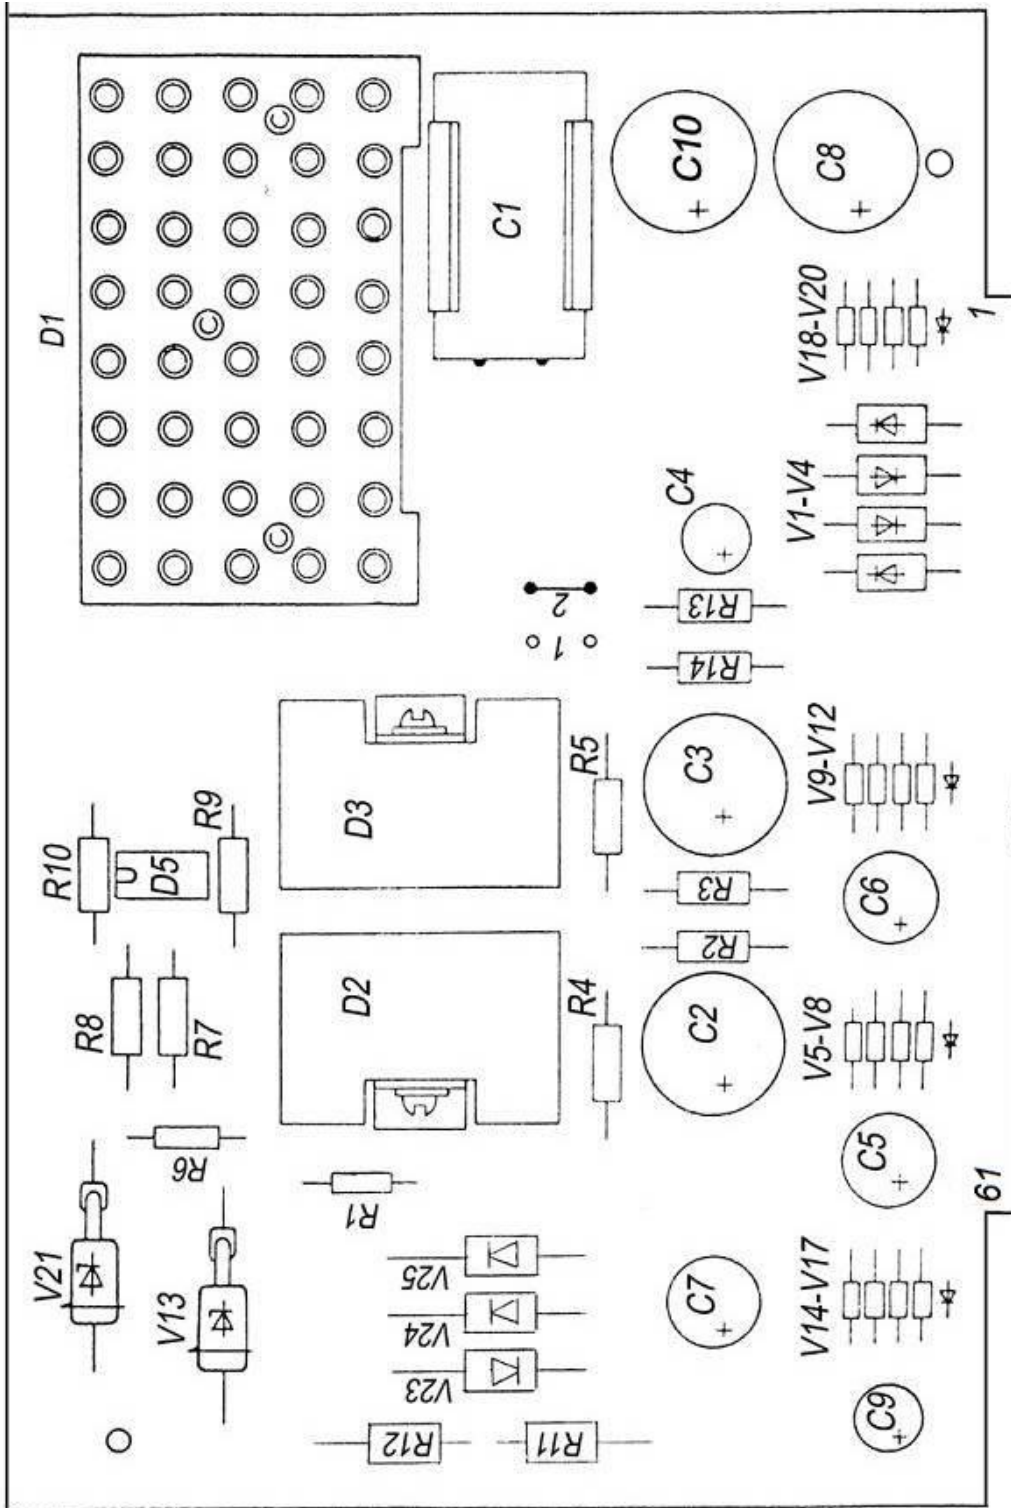 C10
C8
C1
D1
V18-V20
1
C4
V1-V4
R13
2
1
R14
R5
C3
V9-V12
R9
D3
R10
D5
R3
C6
R2
D2
R4
C2
R8
R7
V5-V8
C5
R6
R1
61
V21
V25
C7
V13
V24
V14-V17
V23
C9
R12
R11